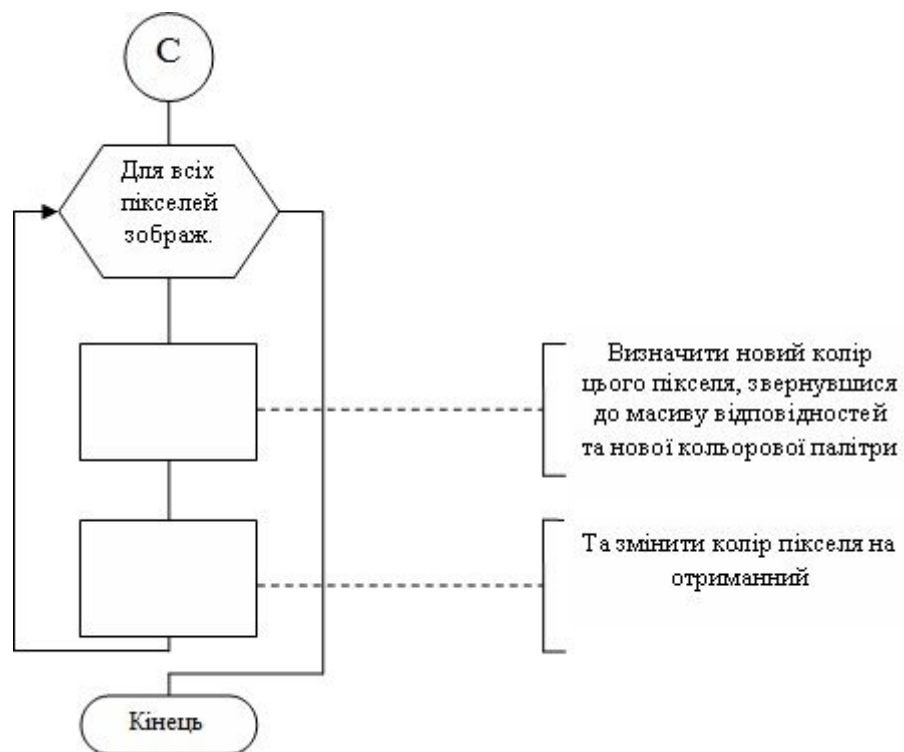 С
Для всіх
пікселей
зображ.
Визначити новий колір
цього пікселя, звернувшися
до масиву відповідностей
та нової кольорової палітри
Та змінити колір пікселя на
отриманний
Кінець